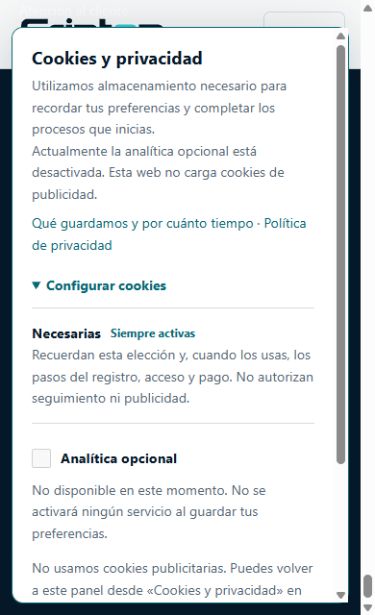 Cookies y privacidad
Utilizamos almacenamiento necesario para
recordar tus preferencias y completar los
procesos que inicias.
Actualmente la analítica opcional está
desactivada. Esta web no carga cookies de
publicidad.
Qué guardamos y por cuánto tiempo · Política
de privacidad
▼ Configurar cookies
Necesarias Siempre activas
Recuerdan esta elección y, cuando los usas, los
pasos del registro, acceso y pago. No autorizan
seguimiento ni publicidad.
Analítica opcional
No disponible en este momento. No se
activará ningún servicio al guardar tus
preferencias.
No usamos cookies publicitarias. Puedes volver
a este panel desde «Cookies y privacidad» en